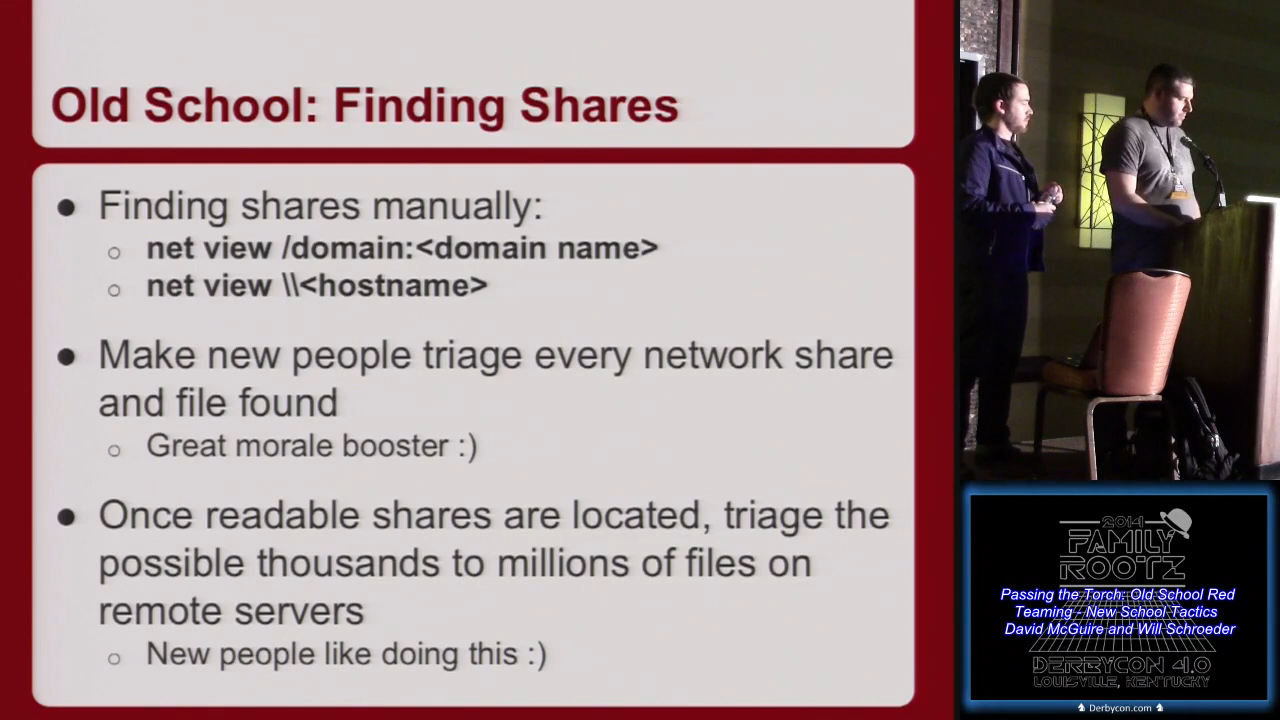 Old School: Finding Shares
● Finding shares manually:
○ net view /domain:<domain name>
○ net view \\<hostname>
● Make new people triage every network share
and file found
○ Great morale booster :)
● Once readable shares are located, triage the
possible thousands to millions of files on
remote servers
○ New people like doing this :)
2014
FAMILY
ROOTZ
Passing the Torch: Old School Red
Teaming - New School Tactics
David McGuire and Will Schroeder
DERBYCON 4.0
LOUISVILLE, KENTUCKY
Derbycon.com